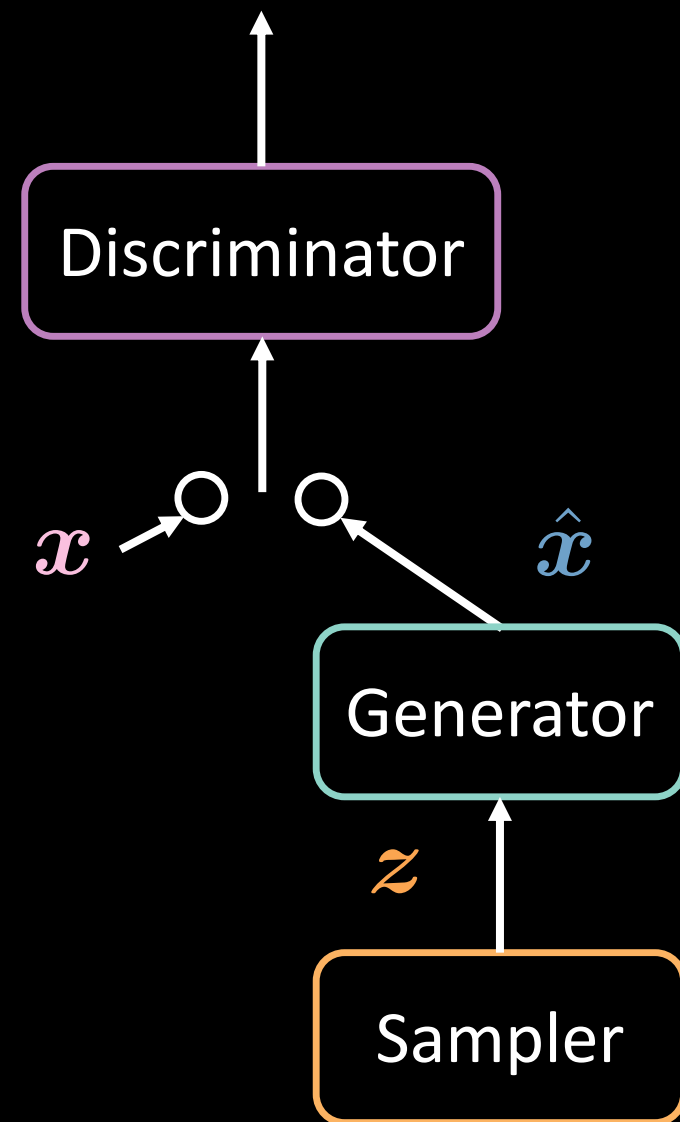 Discriminator
x
x̂
Generator
z
Sampler